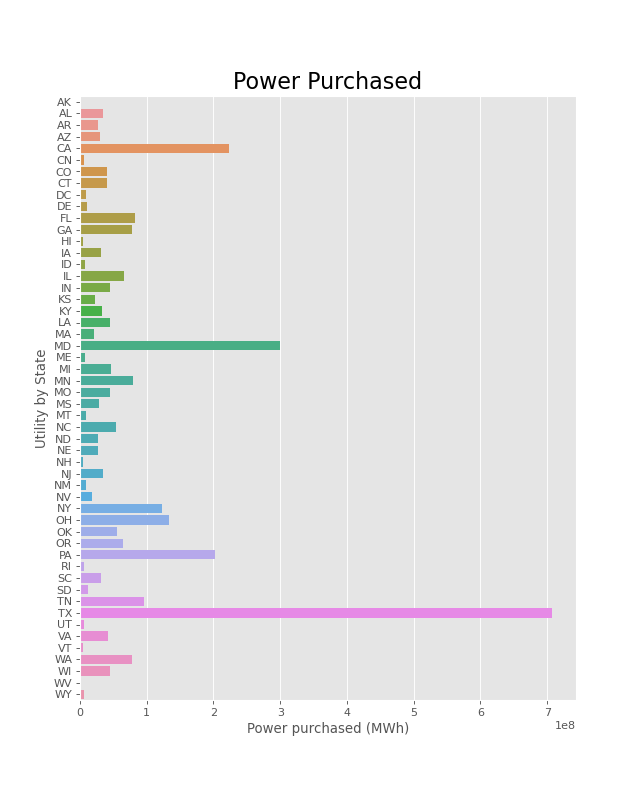 Power Purchased
AK
AL
AR
AZ
CA
CN
CO
CT
DC
DE
FL
GA
HI
IA
ID
IL
IN
KS
KY
LA
MA
MD
ME
MI
MN
MO
MS
MT
NC
ND
NE
NH
NJ
NM
NV
NY
OH
OK
OR
PA
RI
SC
SD
TN
TX
UT
VA
VT
WA
WI
WV
WY
Utility by State
0 1 2 3 4 5 6 7
1e8
Power purchased (MWh)